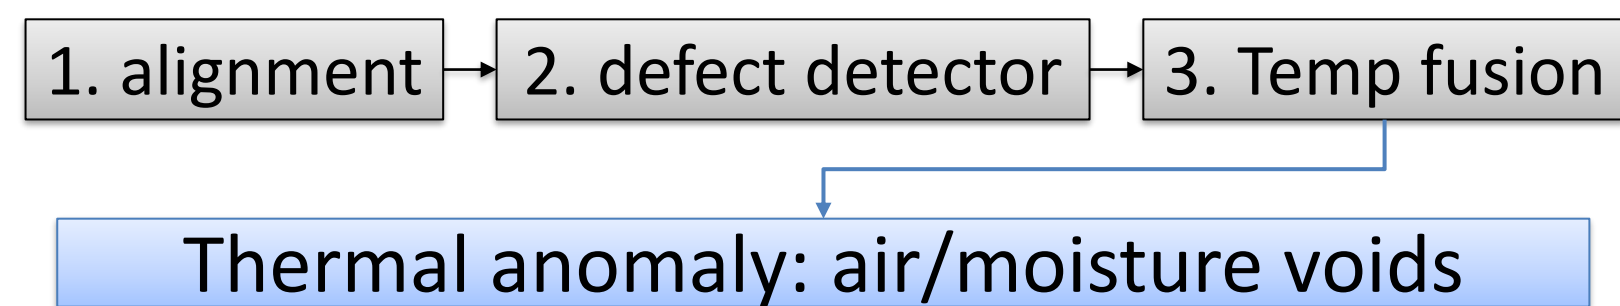 1. alignment
2. defect detector
3. Temp fusion
Thermal anomaly: air/moisture voids